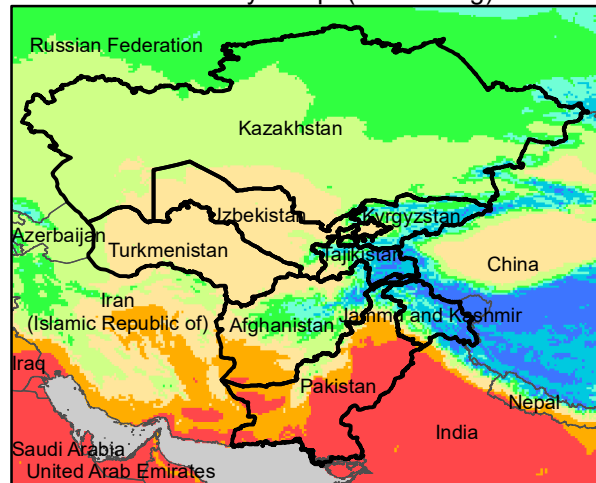 Russian Federation
Kazakhstan
Uzbekistan
Kyrgyzstan
Azerbaijan
Turkmenistan
Tajikistan
China
Iran
(Islamic Republic of)
Afghanistan
Jammu and Kashmir
Iraq
Pakistan
Nepal
India
Saudi Arabia
United Arab Emirates